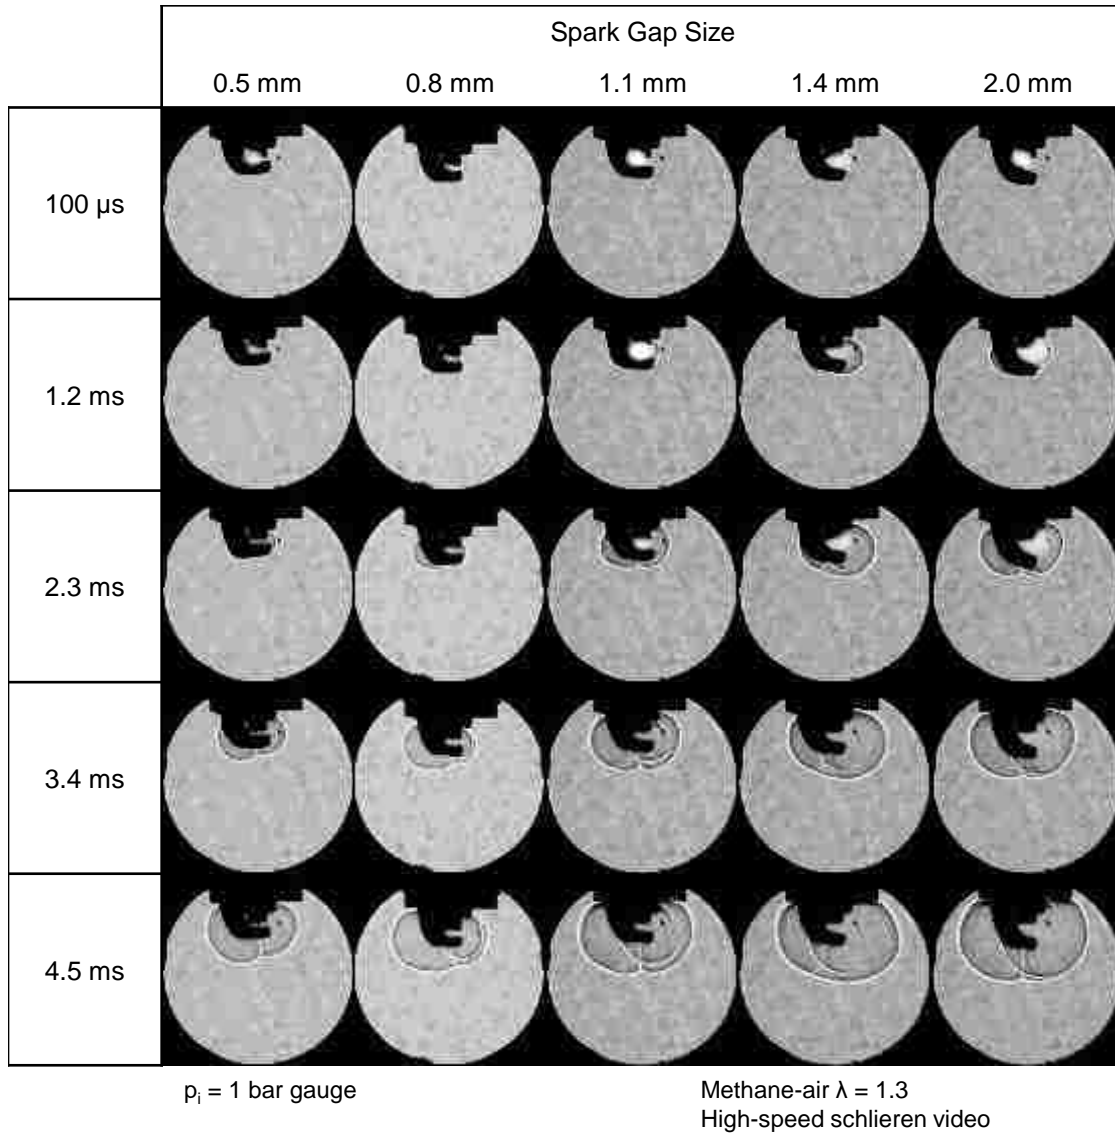 Spark Gap Size
0.5 mm 0.8 mm 1.1 mm 1.4 mm 2.0 mm
100 µs
1.2 ms
2.3 ms
3.4 ms
4.5 ms
pᵢ = 1 bar gauge
Methane-air λ = 1.3
High-speed schlieren video